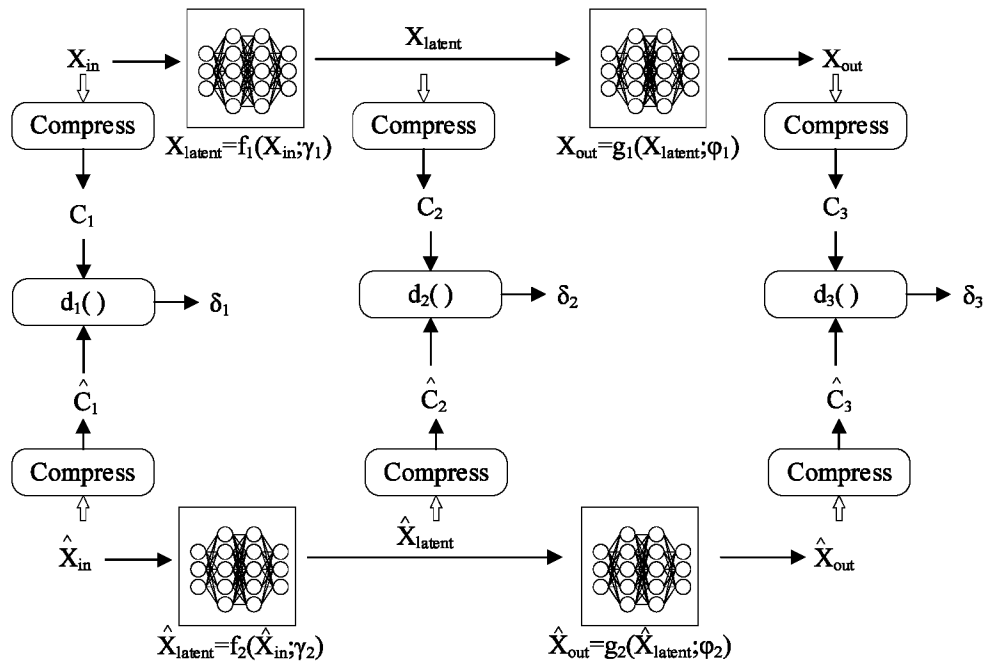 X_in
X_latent
X_out
Compress
Compress
Compress
X_latent=f_1(X_in;γ_1)
X_out=g_1(X_latent;φ_1)
C_1
C_2
C_3
d_1( )
δ_1
d_2( )
δ_2
d_3( )
δ_3
Ĉ_1
Ĉ_2
Ĉ_3
Compress
Compress
Compress
X̂_in
X̂_latent
X̂_out
X̂_latent=f_2(X̂_in;γ_2)
X̂_out=g_2(X̂_latent;φ_2)